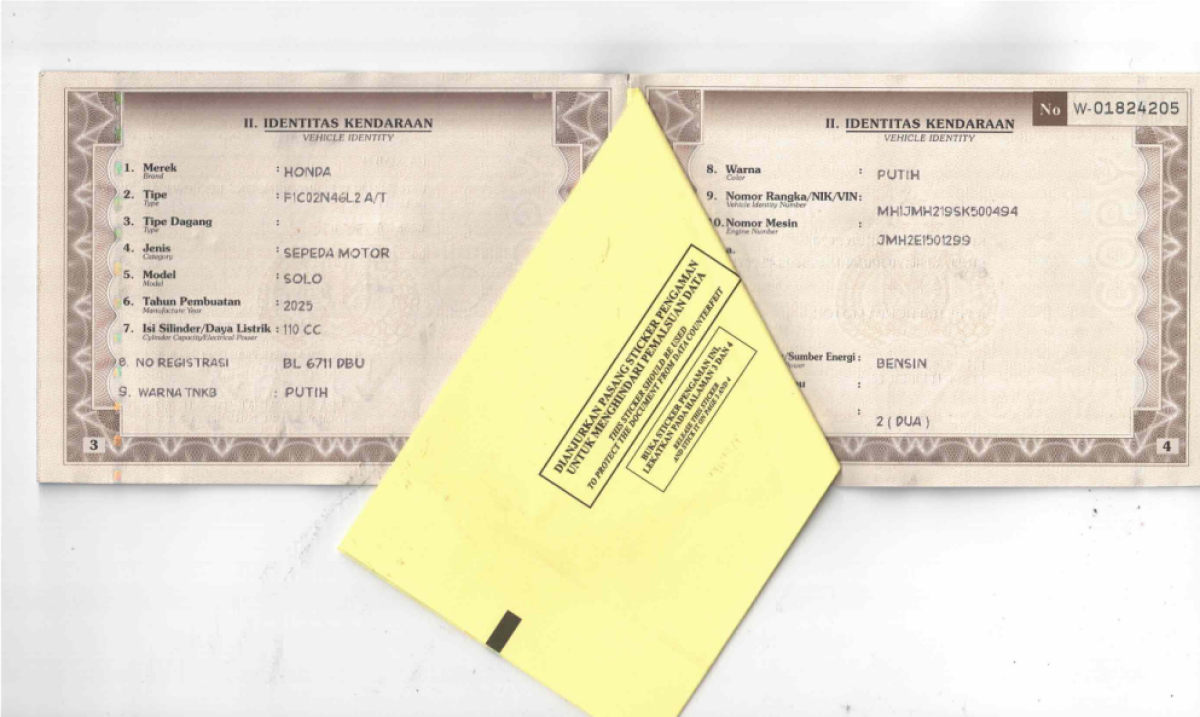 II. IDENTITAS KENDARAAN
VEHICLE IDENTITY
1. Merek : HONDA
Brand
2. Tipe : F1C02N46L2 A/T
Type
3. Tipe Dagang :
Type
4. Jenis : SEPEDA MOTOR
Category
5. Model : SOLO
Model
6. Tahun Pembuatan : 2025
Manufacture Year
7. Isi Silinder/Daya Listrik : 110 CC
Cylinder Capacity/Electrical Power
8. NO REGISTRASI BL 6711 DBU
9. WARNA TNKB : PUTIH
3
DIANJURKAN PASANG STICKER PENGAMAN
UNTUK MENGHINDARI PEMALSUAN DATA
THIS STICKER SHOULD BE USED
TO PROTECT THE DOCUMENT FROM DATA COUNTERFEIT
BUKA STICKER PENGAMAN INI,
LEKATKAN PADA HALAMAN 3 DAN 4
RELEASE THIS STICKER
AND STICK IT ON PAGE 3 AND 4
No W-01824205
II. IDENTITAS KENDARAAN
VEHICLE IDENTITY
8. Warna : PUTIH
Color
9. Nomor Rangka/NIK/VIN: MH1JMH219SK500494
Vehicle Identity Number
0. Nomor Mesin : JMH2E1501299
Engine Number
a.
/Sumber Energi : BENSIN
:
: 2 ( DUA )
4